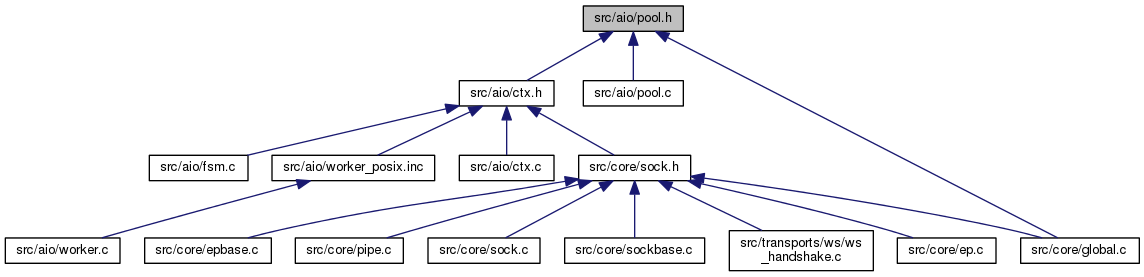 src/aio/pool.h
src/aio/ctx.h
src/aio/pool.c
src/aio/fsm.c
src/aio/worker_posix.inc
src/aio/ctx.c
src/core/sock.h
src/aio/worker.c
src/core/epbase.c
src/core/pipe.c
src/core/sock.c
src/core/sockbase.c
src/transports/ws/ws
_handshake.c
src/core/ep.c
src/core/global.c